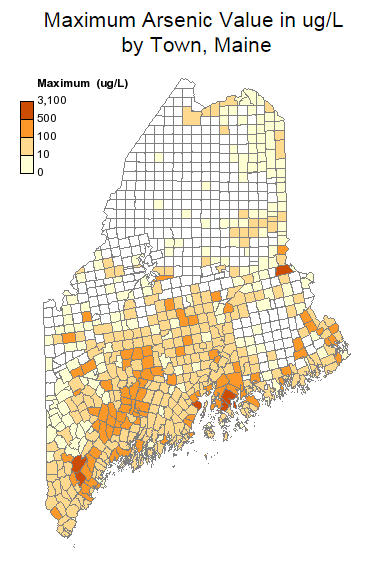 Maximum Arsenic Value in ug/L
by Town, Maine
Maximum (ug/L)
3,100
500
100
10
0